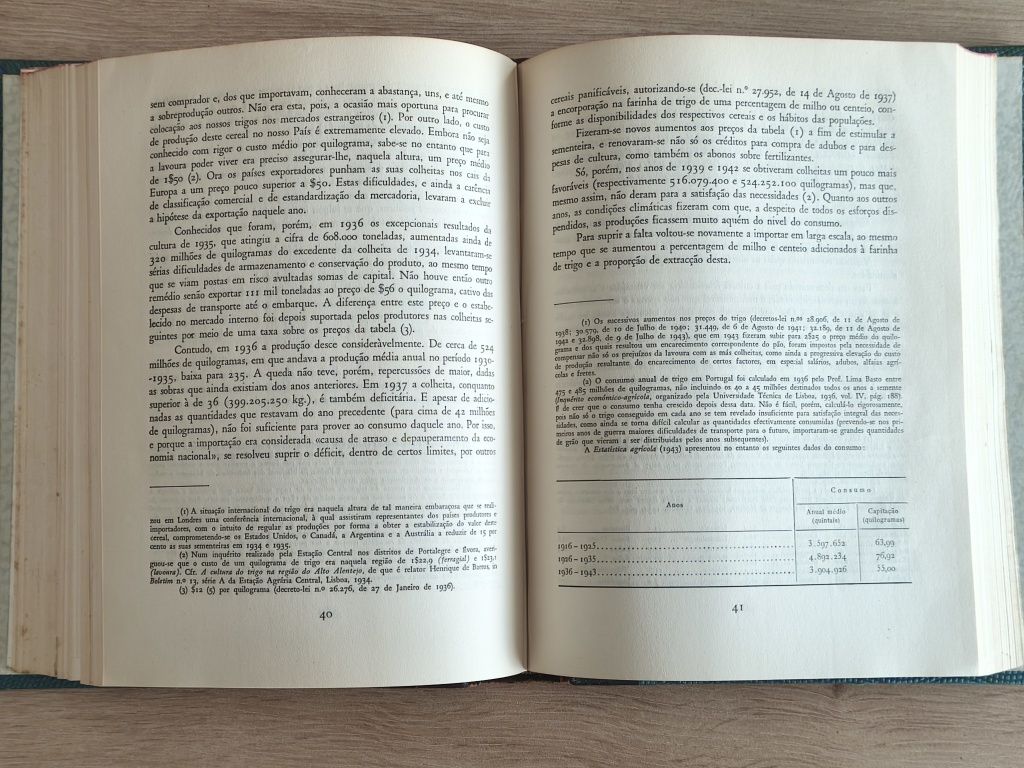 sem comprador e, dos que importavam, conheceram a abastança, uns, e até mesmo
a sobreprodução outros. Não era esta, pois, a ocasião mais oportuna para procurar
colocação aos nossos trigos nos mercados estrangeiros (1). Por outro lado, o custo
de produção deste cereal no nosso País é extremamente elevado. Embora não seja
conhecido com rigor o custo médio por quilograma, sabe-se no entanto que para
a lavoura poder viver era preciso assegurar-lhe, naquela altura, um preço médio
de 1$50 (2). Ora os países exportadores punham as suas colheitas nos cais da
Europa a um preço pouco superior a $50. Estas dificuldades, e ainda a carência
de classificação comercial e de estandardização da mercadoria, levaram a excluir
a hipótese da exportação naquele ano.
Conhecidos que foram, porém, em 1936 os excepcionais resultados da
cultura de 1935, que atingiu a cifra de 608.000 toneladas, aumentadas ainda de
320 milhões de quilogramas do excedente da colheita de 1934, levantaram-se
sérias dificuldades de armazenamento e conservação do produto, ao mesmo tempo
que se viam postas em risco avultadas somas de capital. Não houve então outro
remédio senão exportar 111 mil toneladas ao preço de $56 o quilograma, cativo das
despesas de transporte até o embarque. A diferença entre este preço e o estabe-
lecido no mercado interno foi depois suportada pelos produtores nas colheitas se-
guintes por meio de uma taxa sobre os preços da tabela (3).
Contudo, em 1936 a produção desce consideràvelmente. De cerca de 524
milhões de quilogramas, em que andava a produção média anual no período 1930-
-1935, baixa para 235. A queda não teve, porém, repercussões de maior, dadas
as sobras que ainda existiam dos anos anteriores. Em 1937 a colheita, conquanto
superior à de 36 (399.205.250 kg.), é também deficitária. E apesar de adicio-
nadas as quantidades que restavam do ano precedente (para cima de 42 milhões
de quilogramas), não foi suficiente para prover ao consumo daquele ano. Por isso,
e porque a importação era considerada «causa de atraso e depauperamento da eco-
nomia nacional», se resolveu suprir o déficit, dentro de certos limites, por outros
(1) A situação internacional do trigo era naquela altura de tal maneira embaraçosa que se reali-
zou em Londres uma conferência internacional, à qual assistiram representantes dos países produtores e
importadores, com o intuito de regular as produções por forma a obter a estabilização do valor deste
cereal, comprometendo-se os Estados Unidos, o Canadá, a Argentina e a Austrália a reduzir de 15 por
cento as suas sementeiras em 1934 e 1935.
(2) Num inquérito realizado pela Estação Central nos distritos de Portalegre e Évora, aver-
guou-se que o custo de um quilograma de trigo era naquela região de 1$22,9 (ferragial) e 1$23,1
(lavoura). Cfr. A cultura do trigo na região do Alto Alentejo, de que é relator Henrique de Barros, in
Boletim n.º 13, série A da Estação Agrária Central, Lisboa, 1934.
(3) $12 (5) por quilograma (decreto-lei n.º 26.276, de 27 de Janeiro de 1936).
40
cereais panificáveis, autorizando-se (dec.-lei n.º 27.952, de 14 de Agosto de 1937)
a encorporação na farinha de trigo de uma percentagem de milho ou centeio, con-
forme as disponibilidades dos respectivos cereais e os hábitos das populações.
Fizeram-se novos aumentos aos preços da tabela (1) a fim de estimular a
sementeira, e renovaram-se não só os créditos para compra de adubos e para des-
pesas de cultura, como também os abonos sobre fertilizantes.
Só, porém, nos anos de 1939 e 1942 se obtiveram colheitas um pouco mais
favoráveis (respectivamente 516.079.400 e 524.252.100 quilogramas), mas que,
mesmo assim, não deram para a satisfação das necessidades (2). Quanto aos outros
anos, as condições climáticas fizeram com que, a despeito de todos os esforços dis-
pendidos, as produções ficassem muito aquém do nível do consumo.
Para suprir a falta voltou-se novamente a importar em larga escala, ao mesmo
tempo que se aumentou a percentagem de milho e centeio adicionados à farinha
de trigo e a proporção de extracção desta.
(1) Os sucessivos aumentos nos preços do trigo (decretos-lei n.os 28.906, de 11 de Agosto de
1938; 30.579, de 10 de Julho de 1940; 31.449, de 6 de Agosto de 1941; 32.189, de 11 de Agosto de
1942 e 32.898, de 9 de Julho de 1943), que em 1943 fizeram subir para 2$25 o preço médio do quilo-
grama e dos quais resultou um encarecimento correspondente do pão, foram impostos pela necessidade de
compensar não só os prejuízos da lavoura com as más colheitas, como ainda a progressiva elevação do custo
de produção resultante do encarecimento de certos factores, em especial salários, adubos, alfaias agrí-
colas e fretes.
(2) O consumo anual de trigo em Portugal foi calculado em 1936 pelo Prof. Lima Basto entre
475 e 485 milhões de quilogramas, não incluindo os 40 a 45 milhões destinados todos os anos a semente
(Inquérito económico-agrícola, organizado pela Universidade Técnica de Lisboa, 1936, vol. IV, pág. 188).
É de crer que o consumo tenha crescido depois dessa data. Não é fácil, porém, calculá-lo rigorosamente,
pois não só o trigo conseguido em cada ano se tem revelado insuficiente para satisfação integral das neces-
sidades, como ainda se torna difícil calcular as quantidades efectivamente consumidas (prevendo-se nos pri-
meiros anos de guerra maiores dificuldades de transporte para o futuro, importaram-se grandes quantidades
de grão que vieram a ser distribuídas pelos anos subsequentes).
A Estatística agrícola (1943) apresentou no entanto os seguintes dados do consumo:
Anos
Consumo
Anual médio (quintais)
Capitação (quilogramas)
1916-1925 3.597.652 63,99
1926-1935 4.892.234 76,92
1936-1943 3.904.926 55,00
41